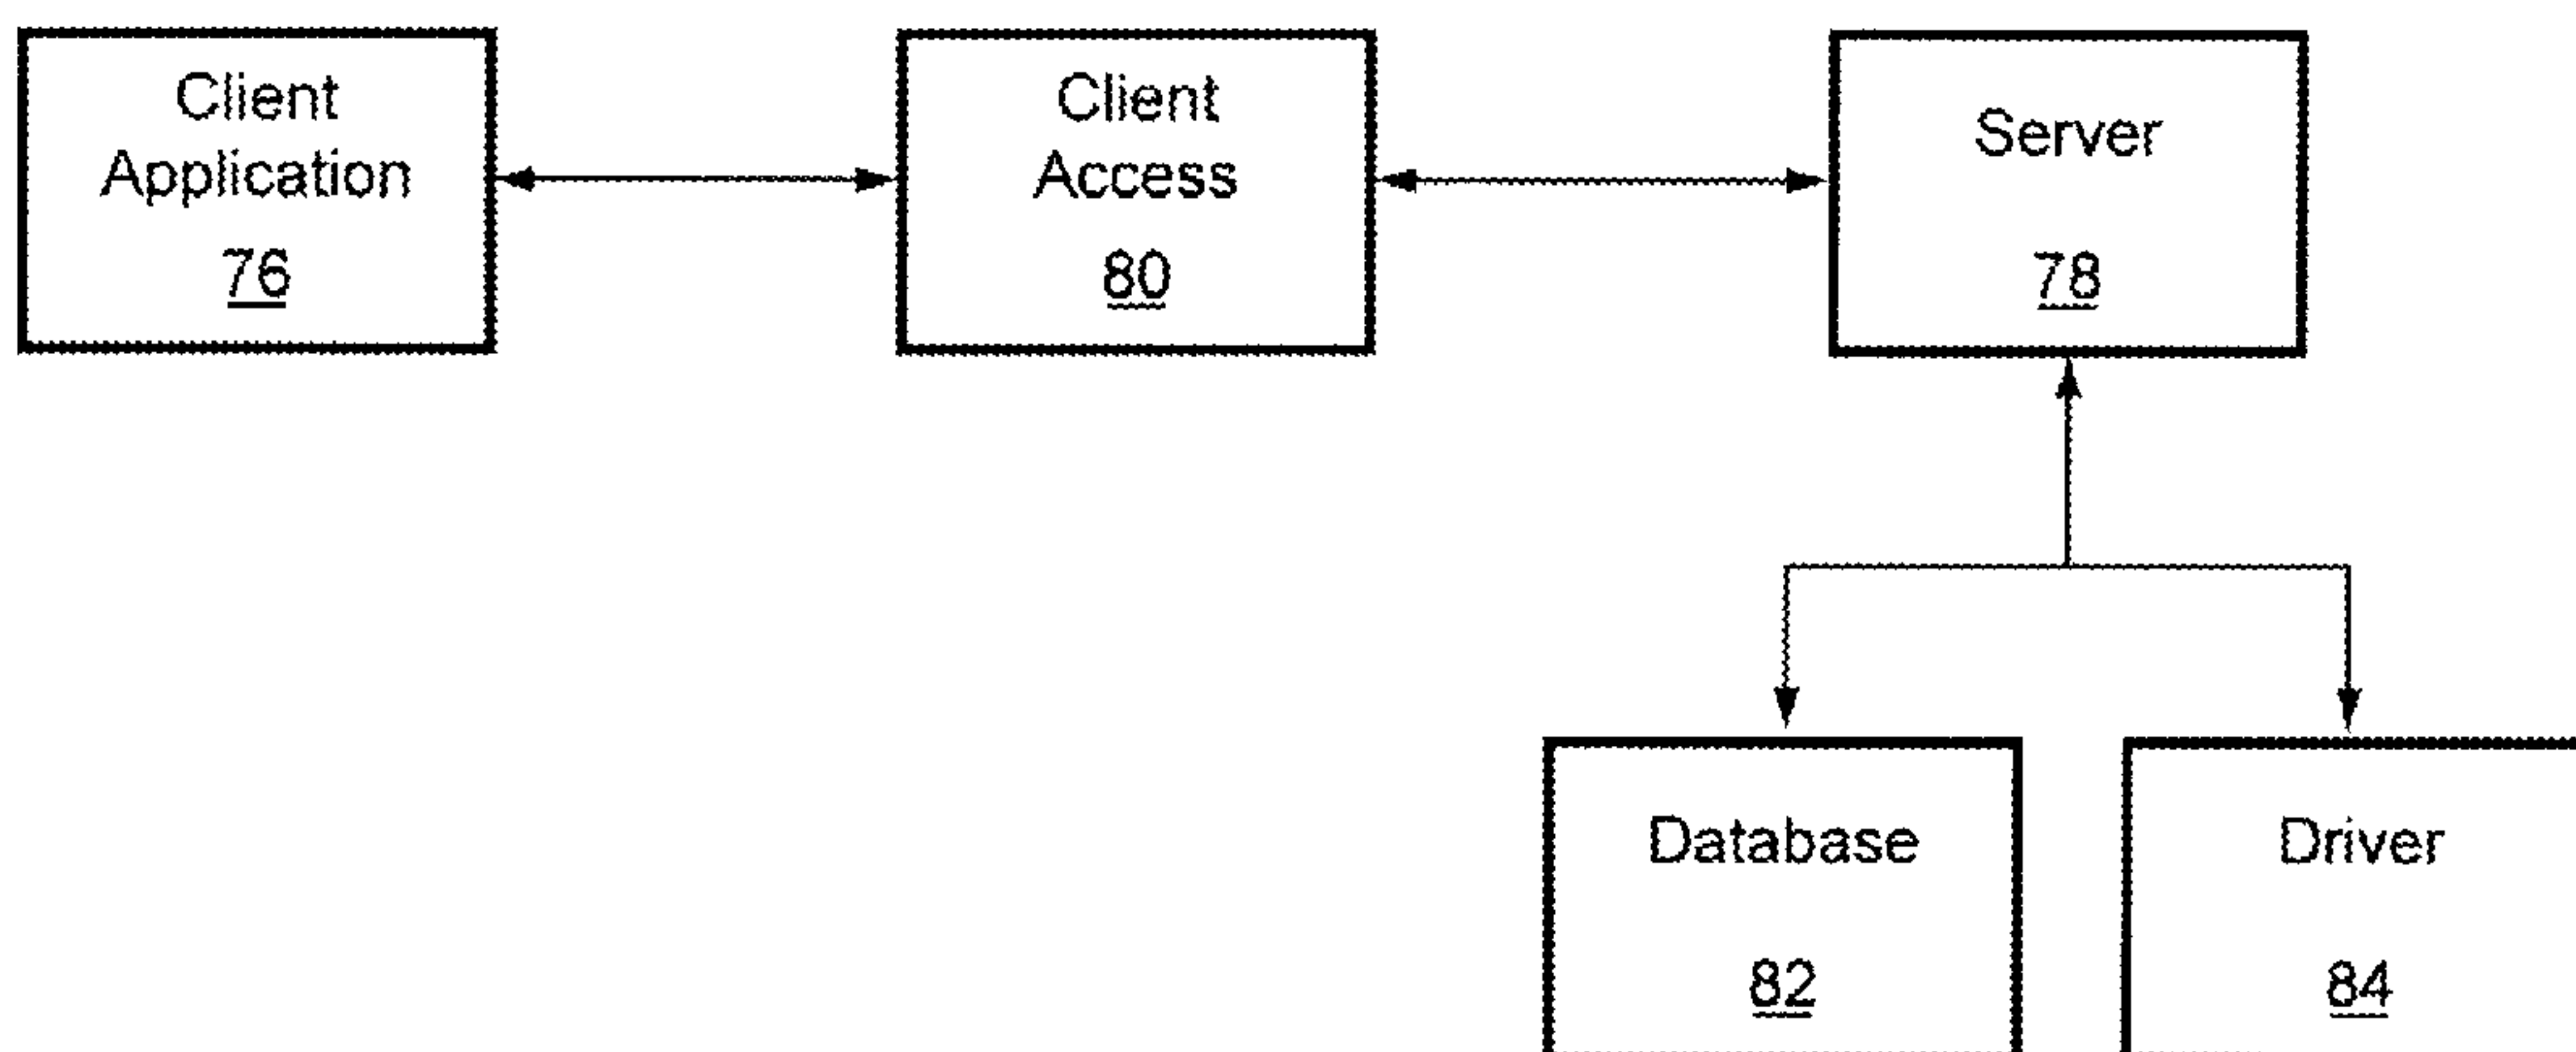 Client
Application
76
Client
Access
80
Server
78
Database
82
Driver
84